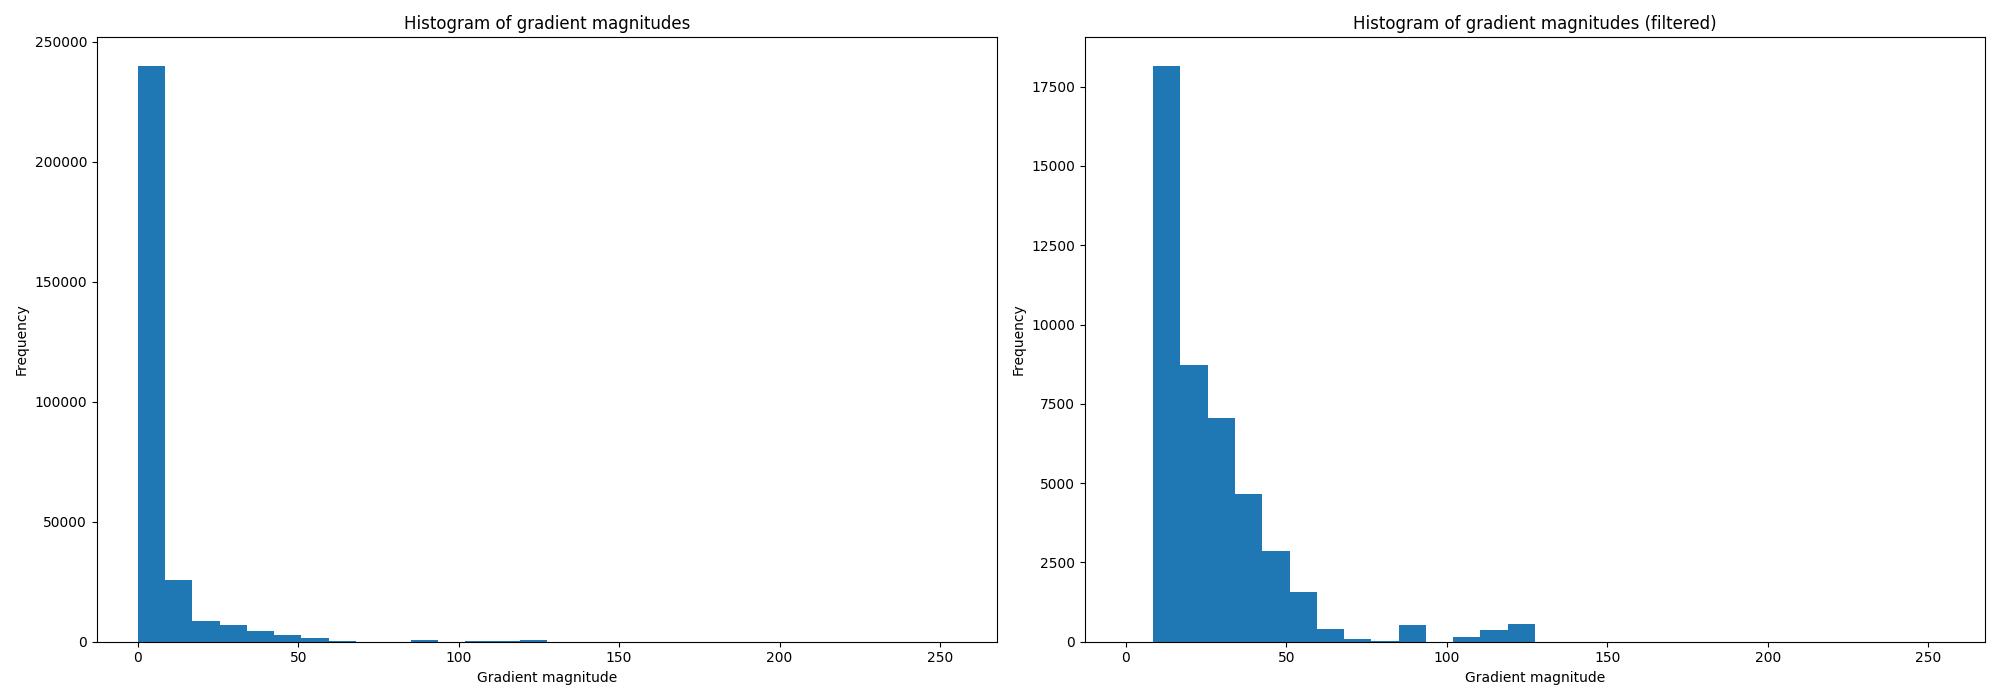 Histogram of gradient magnitudes
250000
200000
150000
100000
50000
0
Frequency
0 50 100 150 200 250
Gradient magnitude
Histogram of gradient magnitudes (filtered)
17500
15000
12500
10000
7500
5000
2500
0
Frequency
0 50 100 150 200 250
Gradient magnitude